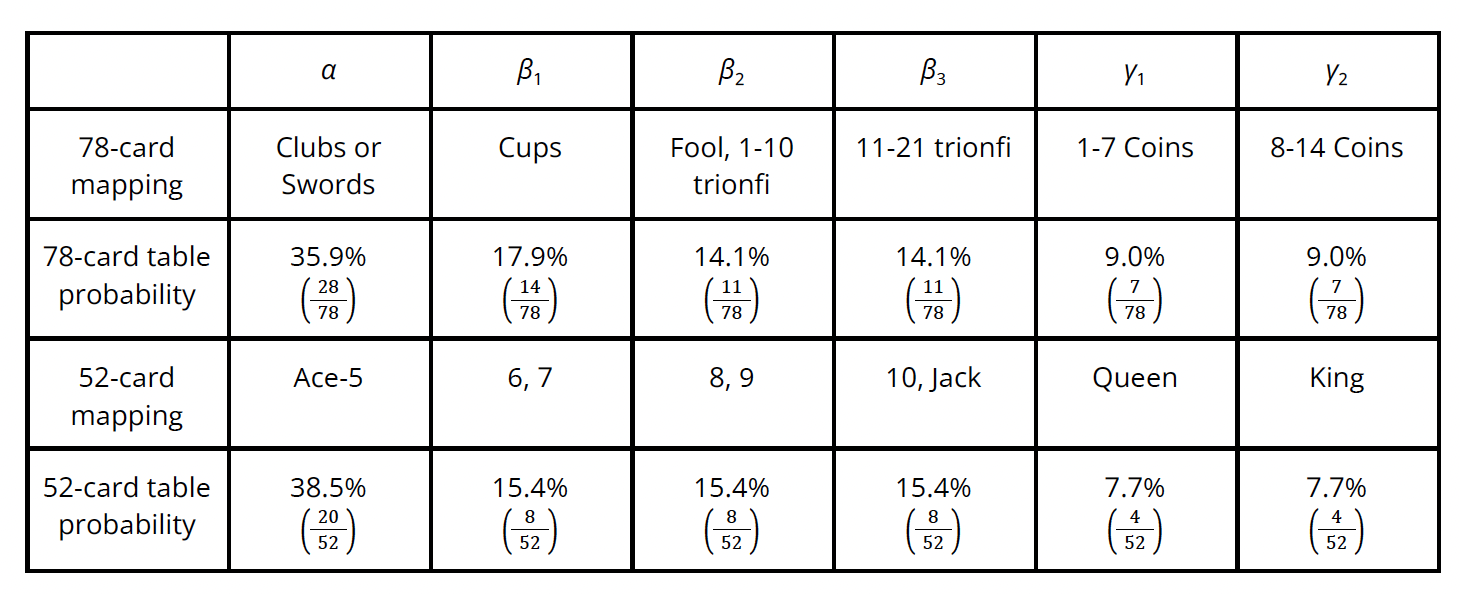 α β₁ β₂ β₃ γ₁ γ₂
78-card mapping Clubs or Swords Cups Fool, 1-10 trionfi 11-21 trionfi 1-7 Coins 8-14 Coins
78-card table probability 35.9% (28/78) 17.9% (14/78) 14.1% (11/78) 14.1% (11/78) 9.0% (7/78) 9.0% (7/78)
52-card mapping Ace-5 6, 7 8, 9 10, Jack Queen King
52-card table probability 38.5% (20/52) 15.4% (8/52) 15.4% (8/52) 15.4% (8/52) 7.7% (4/52) 7.7% (4/52)